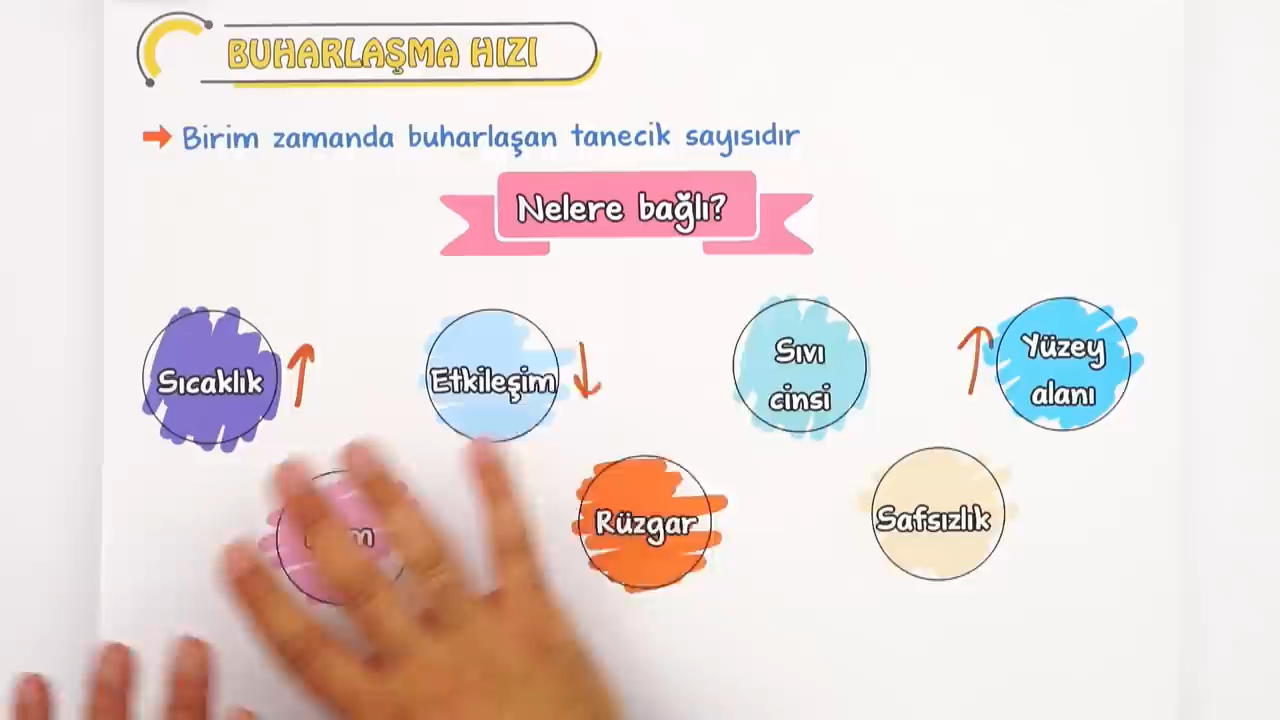 BUHARLAŞMA HIZI
Birim zamanda buharlaşan tanecik sayısıdır
Nelere bağlı?
Sıcaklık
Etkileşim
Sıvı
cinsi
Yüzey
alanı
Rüzgar
Safsızlık